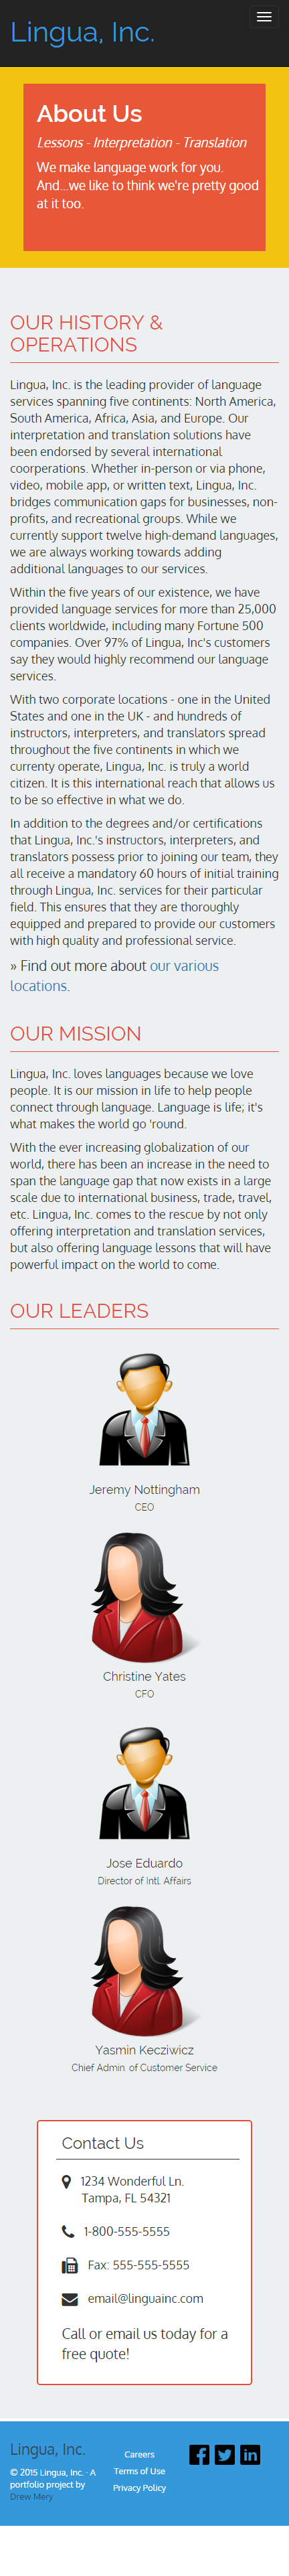 Lingua, Inc.
About Us
Lessons - Interpretation - Translation
We make language work for you.
And...we like to think we're pretty good
at it too.
OUR HISTORY &
OPERATIONS
Lingua, Inc. is the leading provider of language
services spanning five continents: North America,
South America, Africa, Asia, and Europe. Our
interpretation and translation solutions have
been endorsed by several international
coorperations. Whether in-person or via phone,
video, mobile app, or written text, Lingua, Inc.
bridges communication gaps for businesses, non-
profits, and recreational groups. While we
currently support twelve high-demand languages,
we are always working towards adding
additional languages to our services.
Within the five years of our existence, we have
provided language services for more than 25,000
clients worldwide, including many Fortune 500
companies. Over 97% of Lingua, Inc's customers
say they would highly recommend our language
services.
With two corporate locations - one in the United
States and one in the UK - and hundreds of
instructors, interpreters, and translators spread
throughout the five continents in which we
currenty operate, Lingua, Inc. is truly a world
citizen. It is this international reach that allows us
to be so effective in what we do.
In addition to the degrees and/or certifications
that Lingua, Inc.'s instructors, interpreters, and
translators possess prior to joining our team, they
all receive a mandatory 60 hours of initial training
through Lingua, Inc. services for their particular
field. This ensures that they are thoroughly
equipped and prepared to provide our customers
with high quality and professional service.
» Find out more about our various
locations.
OUR MISSION
Lingua, Inc. loves languages because we love
people. It is our mission in life to help people
connect through language. Language is life; it's
what makes the world go 'round.
With the ever increasing globalization of our
world, there has been an increase in the need to
span the language gap that now exists in a large
scale due to international business, trade, travel,
etc. Lingua, Inc. comes to the rescue by not only
offering interpretation and translation services,
but also offering language lessons that will have
powerful impact on the world to come.
OUR LEADERS
Jeremy Nottingham
CEO
Christine Yates
CFO
Jose Eduardo
Director of Intl. Affairs
Yasmin Kecziwicz
Chief Admin. of Customer Service
Contact Us
1234 Wonderful Ln.
Tampa, FL 54321
1-800-555-5555
Fax: 555-555-5555
email@linguainc.com
Call or email us today for a
free quote!
Lingua, Inc.
© 2015 Lingua, Inc. · A
portfolio project by
Drew Mery
Careers
Terms of Use
Privacy Policy